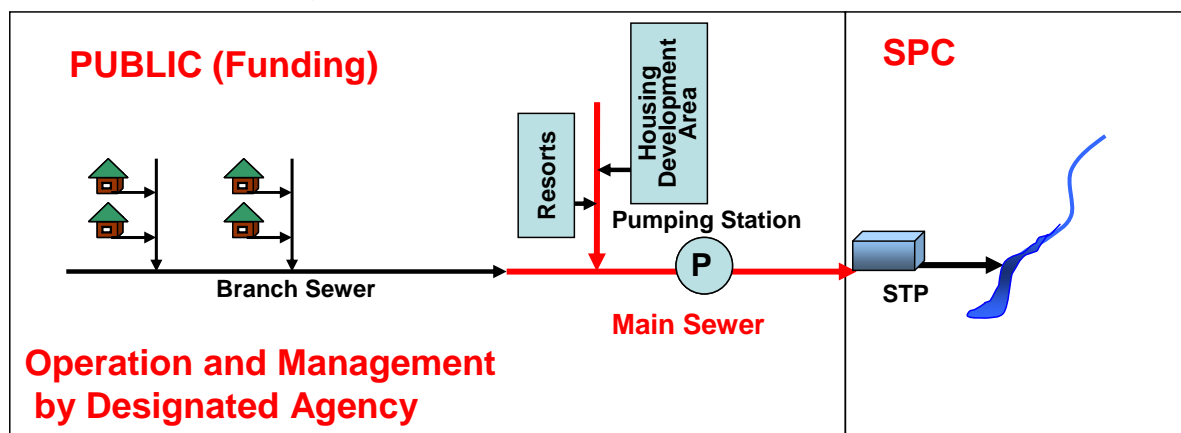 PUBLIC (Funding)
SPC
Resorts
Housing
Development
Area
Pumping Station
P
Branch Sewer
STP
Main Sewer
Operation and Management
by Designated Agency